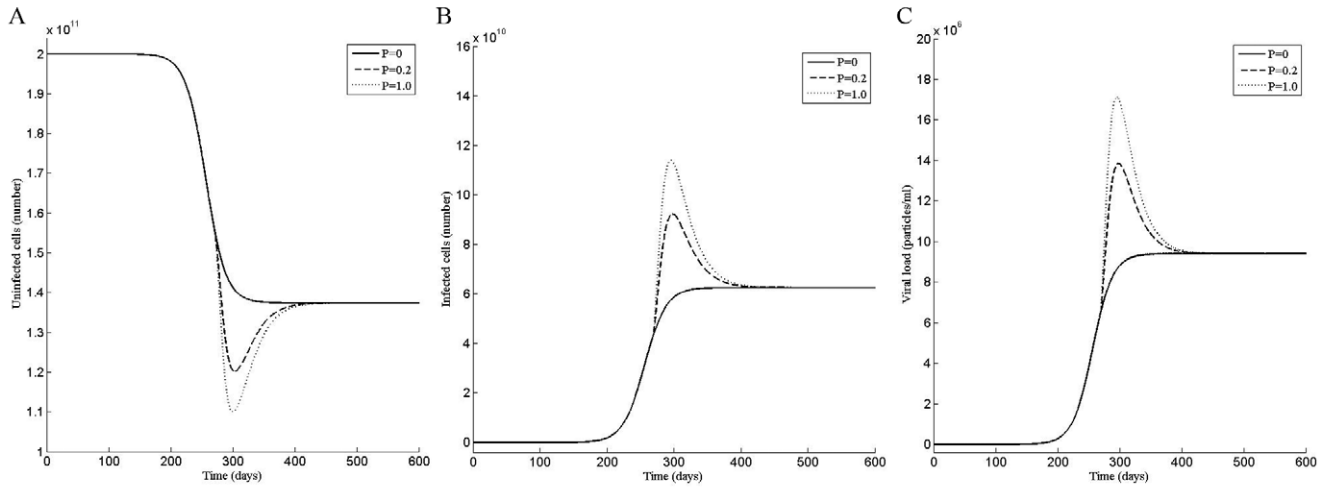 A
x 10^11
2.1
2
1.9
1.8
1.7
1.6
1.5
1.4
1.3
1.2
1.1
1
0
100
200
300
400
500
600
Uninfected cells (number)
Time (days)
P=0
P=0.2
P=1.0
B
x 10^10
16
14
12
10
8
6
4
2
0
0
100
200
300
400
500
600
Infected cells (number)
Time (days)
P=0
P=0.2
P=1.0
C
x 10^6
20
18
16
14
12
10
8
6
4
2
0
0
100
200
300
400
500
600
Viral load (particles/ml)
Time (days)
P=0
P=0.2
P=1.0